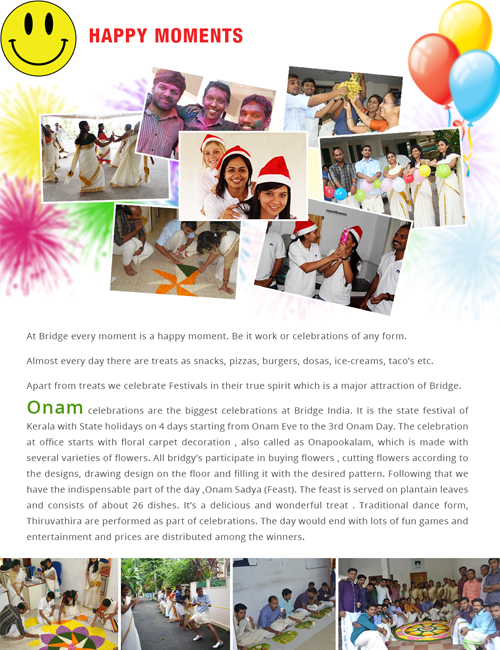 HAPPY MOMENTS
At Bridge every moment is a happy moment. Be it work or celebrations of any form.
Almost every day there are treats as snacks, pizzas, burgers, dosas, ice-creams, taco's etc.
Apart from treats we celebrate Festivals in their true spirit which is a major attraction of Bridge.
Onam celebrations are the biggest celebrations at Bridge India. It is the state festival of
Kerala with State holidays on 4 days starting from Onam Eve to the 3rd Onam Day. The celebration
at office starts with floral carpet decoration , also called as Onapookalam, which is made with
several varieties of flowers. All bridgy's participate in buying flowers , cutting flowers according to
the designs, drawing design on the floor and filling it with the desired pattern. Following that we
have the indispensable part of the day ,Onam Sadya (Feast). The feast is served on plantain leaves
and consists of about 26 dishes. It's a delicious and wonderful treat . Traditional dance form,
Thiruvathira are performed as part of celebrations. The day would end with lots of fun games and
entertainment and prices are distributed among the winners.